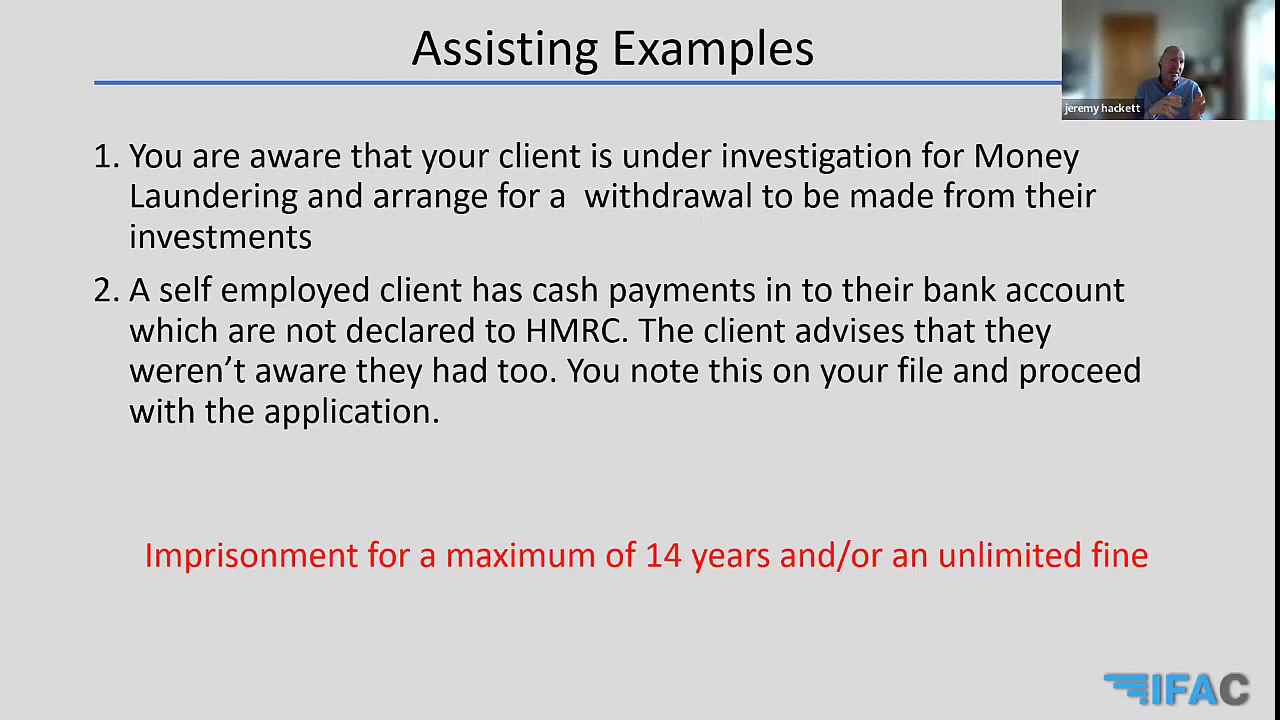 Assisting Examples
jeremy hackett
1. You are aware that your client is under investigation for Money
Laundering and arrange for a  withdrawal to be made from their
investments
2. A self employed client has cash payments in to their bank account
which are not declared to HMRC. The client advises that they
weren’t aware they had too. You note this on your file and proceed
with the application.
Imprisonment for a maximum of 14 years and/or an unlimited fine
IFAC